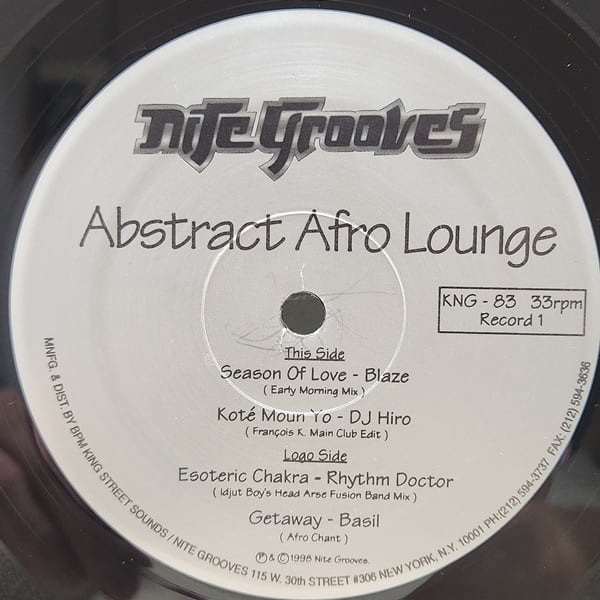 Nite Grooves
Abstract Afro Lounge
KNG - 83 33rpm
Record 1
This Side
Season Of Love - Blaze
( Early Morning Mix )
Koté Moun Yo - DJ Hiro
( François K. Main Club Edit )
Logo Side
Esoteric Chakra - Rhythm Doctor
( Idjut Boy's Head Arse Fusion Band Mix )
Getaway - Basil
( Afro Chant )
℗ & © 1998 Nite Grooves.
MNFG. & DIST. BY BPM KING STREET SOUNDS / NITE GROOVES 115 W. 30th STREET #306 NEW YORK, N.Y. 10001 PH:(212) 594-3737 FAX: (212) 594-3636